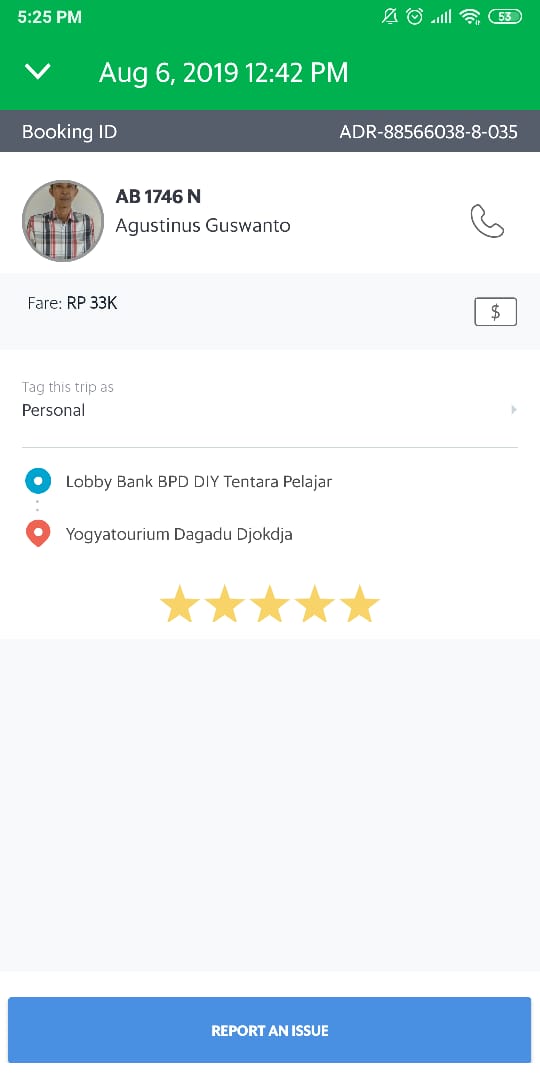 5:25 PM
53
Aug 6, 2019 12:42 PM
Booking ID ADR-88566038-8-035
AB 1746 N
Agustinus Guswanto
Fare: RP 33K
$
Tag this trip as
Personal
Lobby Bank BPD DIY Tentara Pelajar
Yogyatourium Dagadu Djokdja
REPORT AN ISSUE